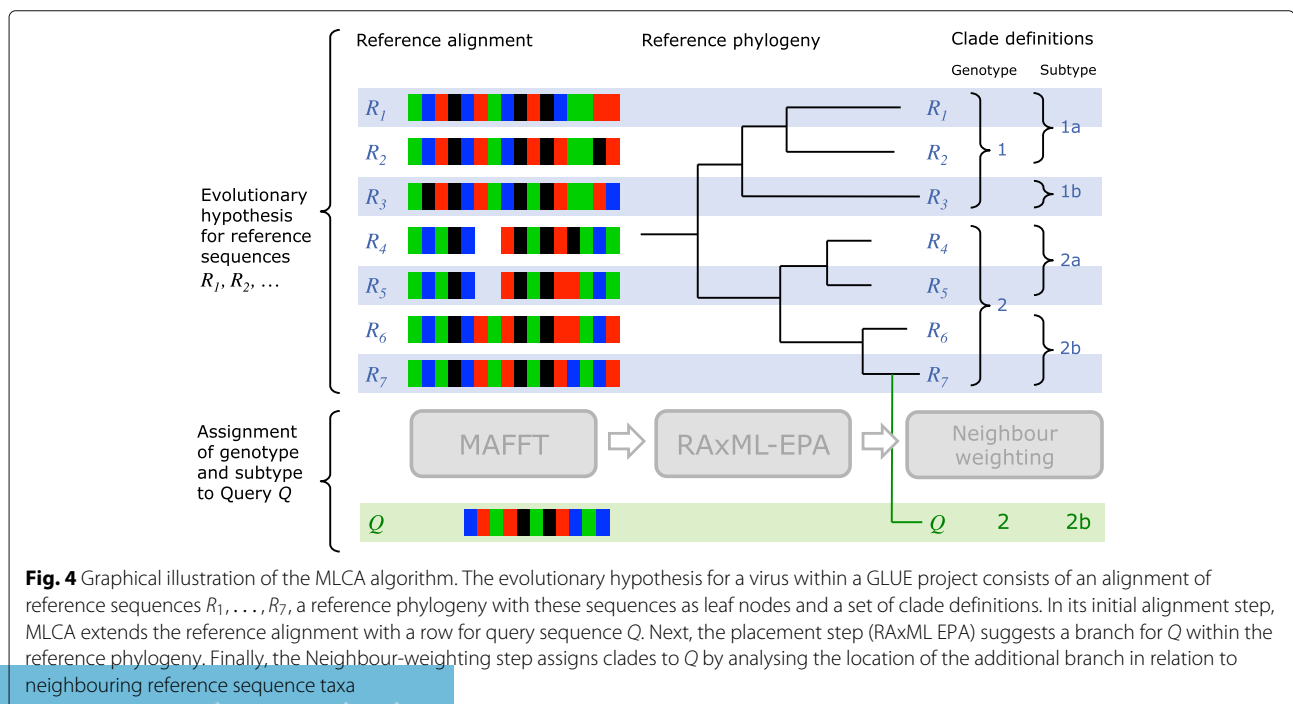 Reference alignment Reference phylogeny Clade definitions
Genotype Subtype
R1 R1
1a
R2 R2
1
R3 R3 1b
Evolutionary
hypothesis
for reference
sequences
R1, R2, ...
R4 R4
2a
R5 R5
2
R6 R6
2b
R7 R7
Assignment
of genotype
and subtype
to Query Q
MAFFT RAxML-EPA Neighbour
weighting
Q Q 2 2b
Fig. 4 Graphical illustration of the MLCA algorithm. The evolutionary hypothesis for a virus within a GLUE project consists of an alignment of
reference sequences R1, . . . , R7, a reference phylogeny with these sequences as leaf nodes and a set of clade definitions. In its initial alignment step,
MLCA extends the reference alignment with a row for query sequence Q. Next, the placement step (RAxML EPA) suggests a branch for Q within the
reference phylogeny. Finally, the Neighbour-weighting step assigns clades to Q by analysing the location of the additional branch in relation to
neighbouring reference sequence taxa